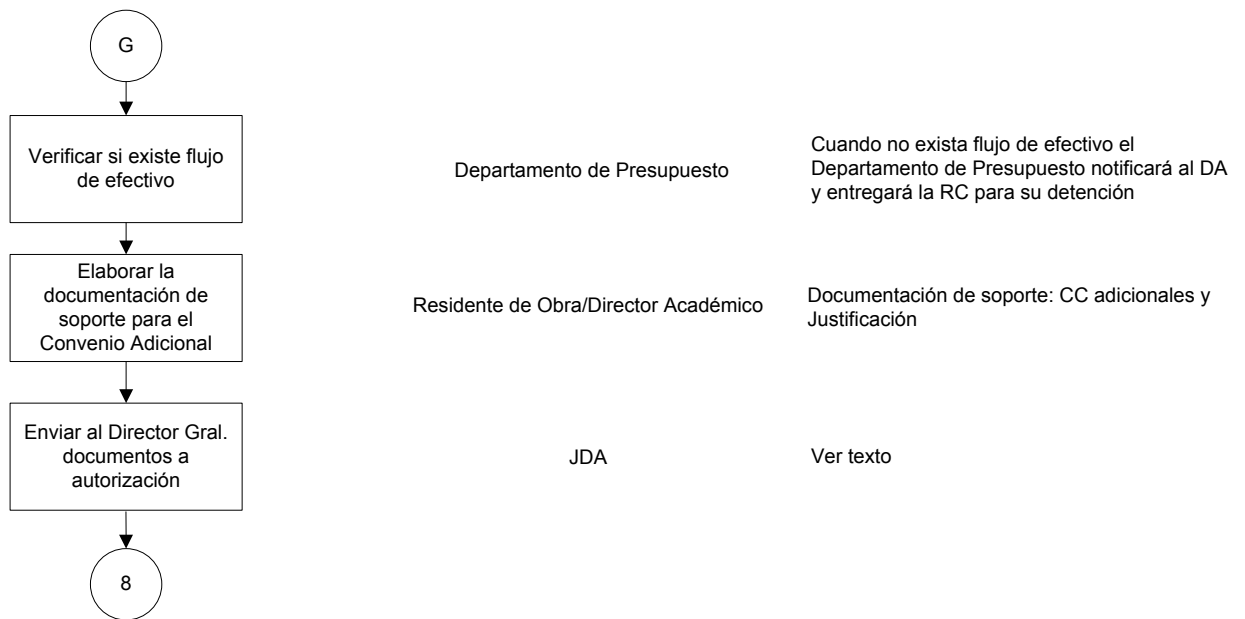 G
Verificar si existe flujo
de efectivo
Departamento de Presupuesto
Cuando no exista flujo de efectivo el
Departamento de Presupuesto notificará al DA
y entregará la RC para su detención
Elaborar la
documentación de
soporte para el
Convenio Adicional
Residente de Obra/Director Académico
Documentación de soporte: CC adicionales y
Justificación
Enviar al Director Gral.
documentos a
autorización
JDA
Ver texto
8